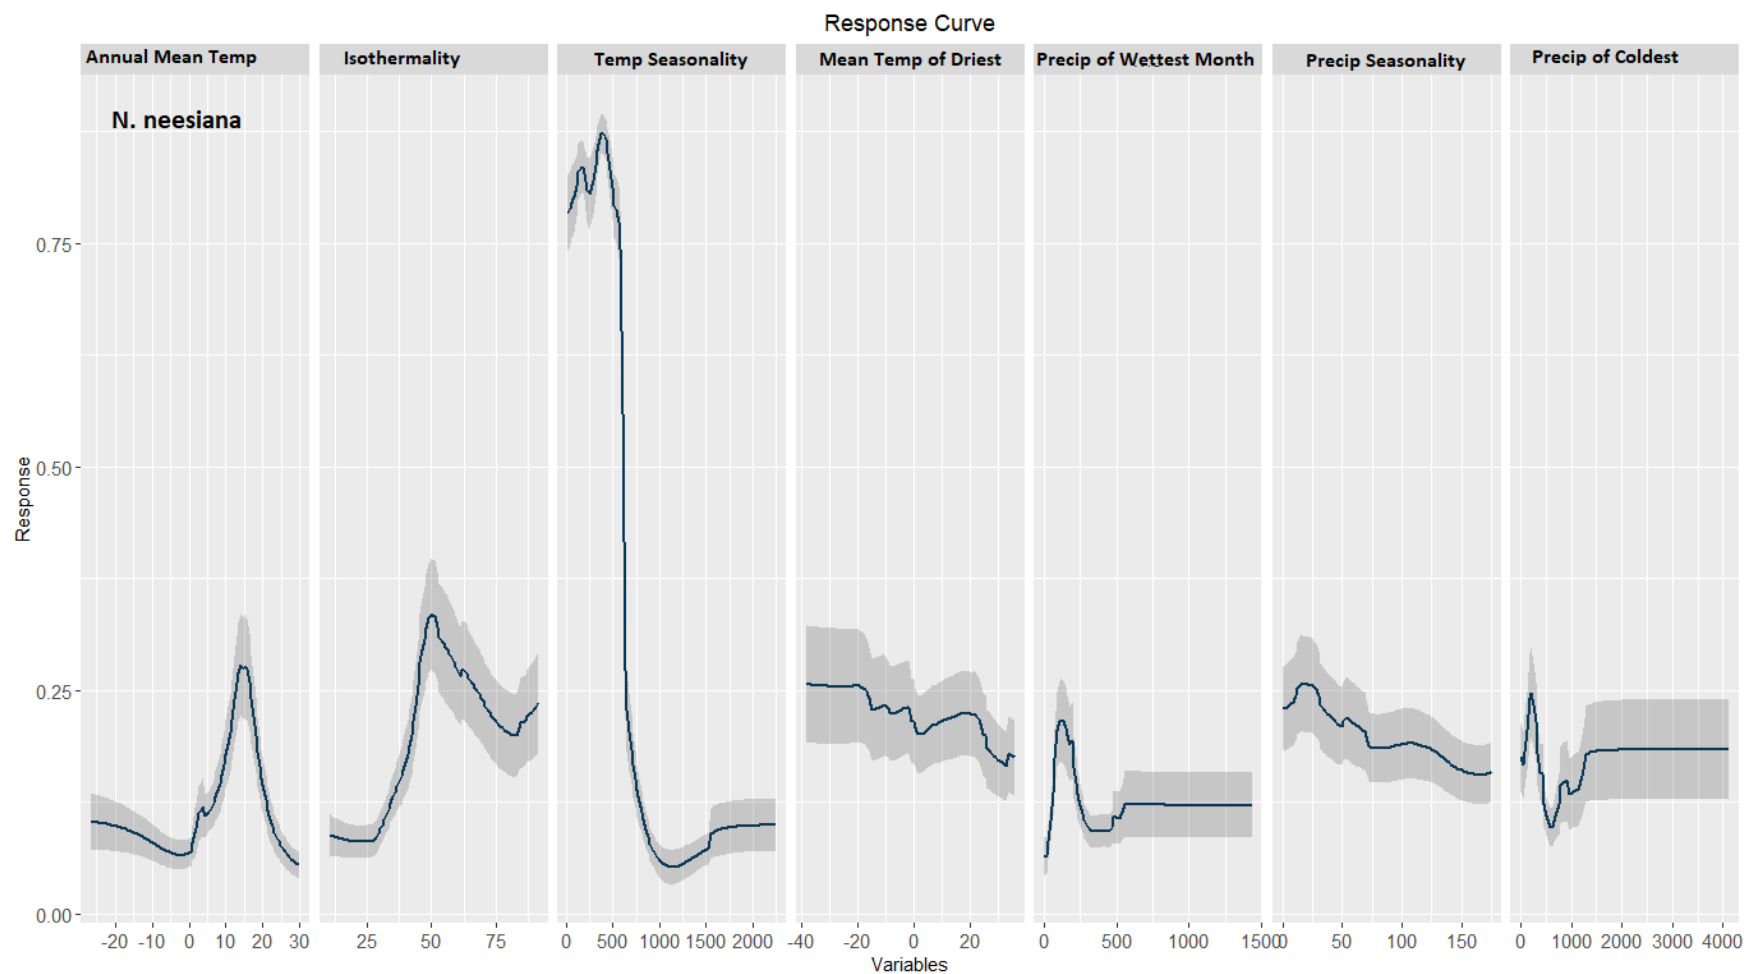 Response Curve
Annual Mean Temp
Isothermality
Temp Seasonality
Mean Temp of Driest
Precip of Wettest Month
Precip Seasonality
Precip of Coldest
N. neesiana
0.75
0.50
0.25
0.00
Response
-20 -10 0 10 20 30
25 50 75
0 500 1000 1500 2000
-40 -20 0 20
0 500 1000 1500
0 50 100 150
0 1000 2000 3000 4000
Variables